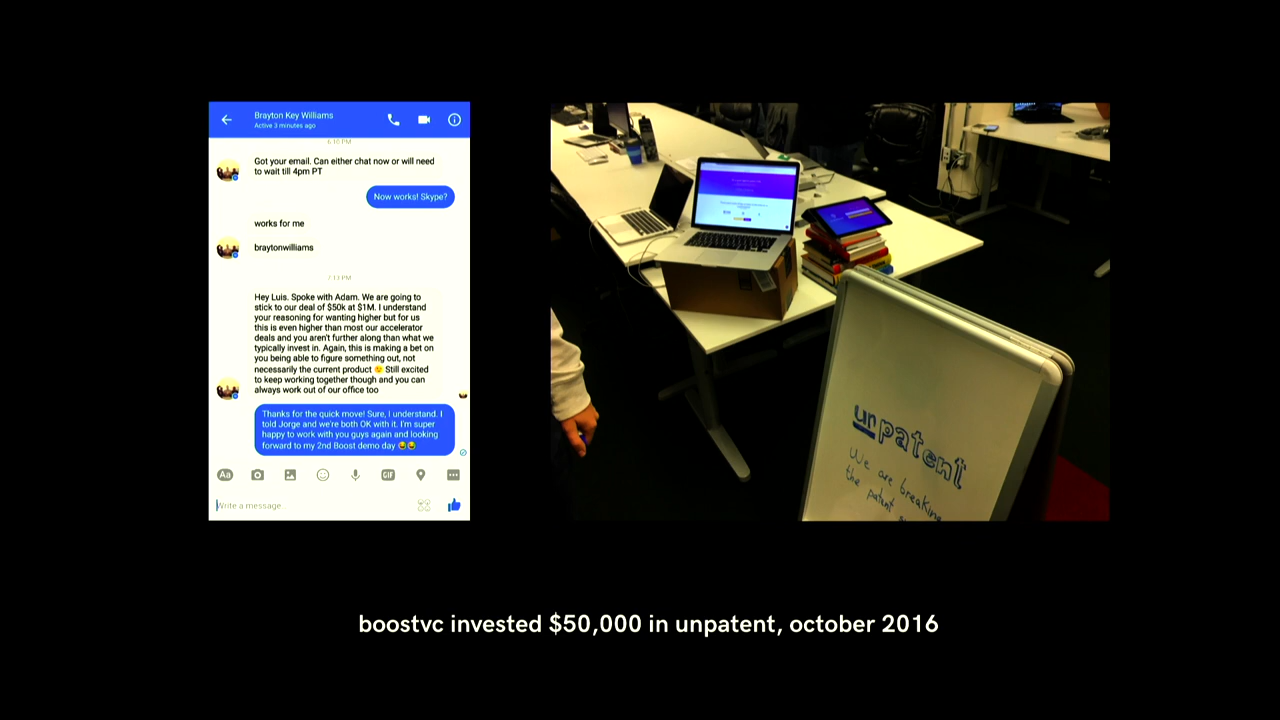 Brayton Key Williams
Active 3 minutes ago
6:10 PM
Got your email. Can either chat now or will need
to wait till 4pm PT
Now works! Skype?
works for me
braytonwilliams
7:13 PM
Hey Luis. Spoke with Adam. We are going to
stick to our deal of $50k at $1M. I understand
your reasoning for wanting higher but for us
this is even higher than most our accelerator
deals and you aren't further along than what we
typically invest in. Again, this is making a bet on
you being able to figure something out, not
necessarily the current product 😕 Still excited
to keep working together though and you can
always work out of our office too
Thanks for the quick move! Sure, I understand. I
told Jorge and we're both OK with it. I'm super
happy to work with you guys again and looking
forward to my 2nd Boost demo day 😂😂
Aa
GIF
Write a message
unpatent
We are breaking
the patent
boostvc invested $50,000 in unpatent, october 2016